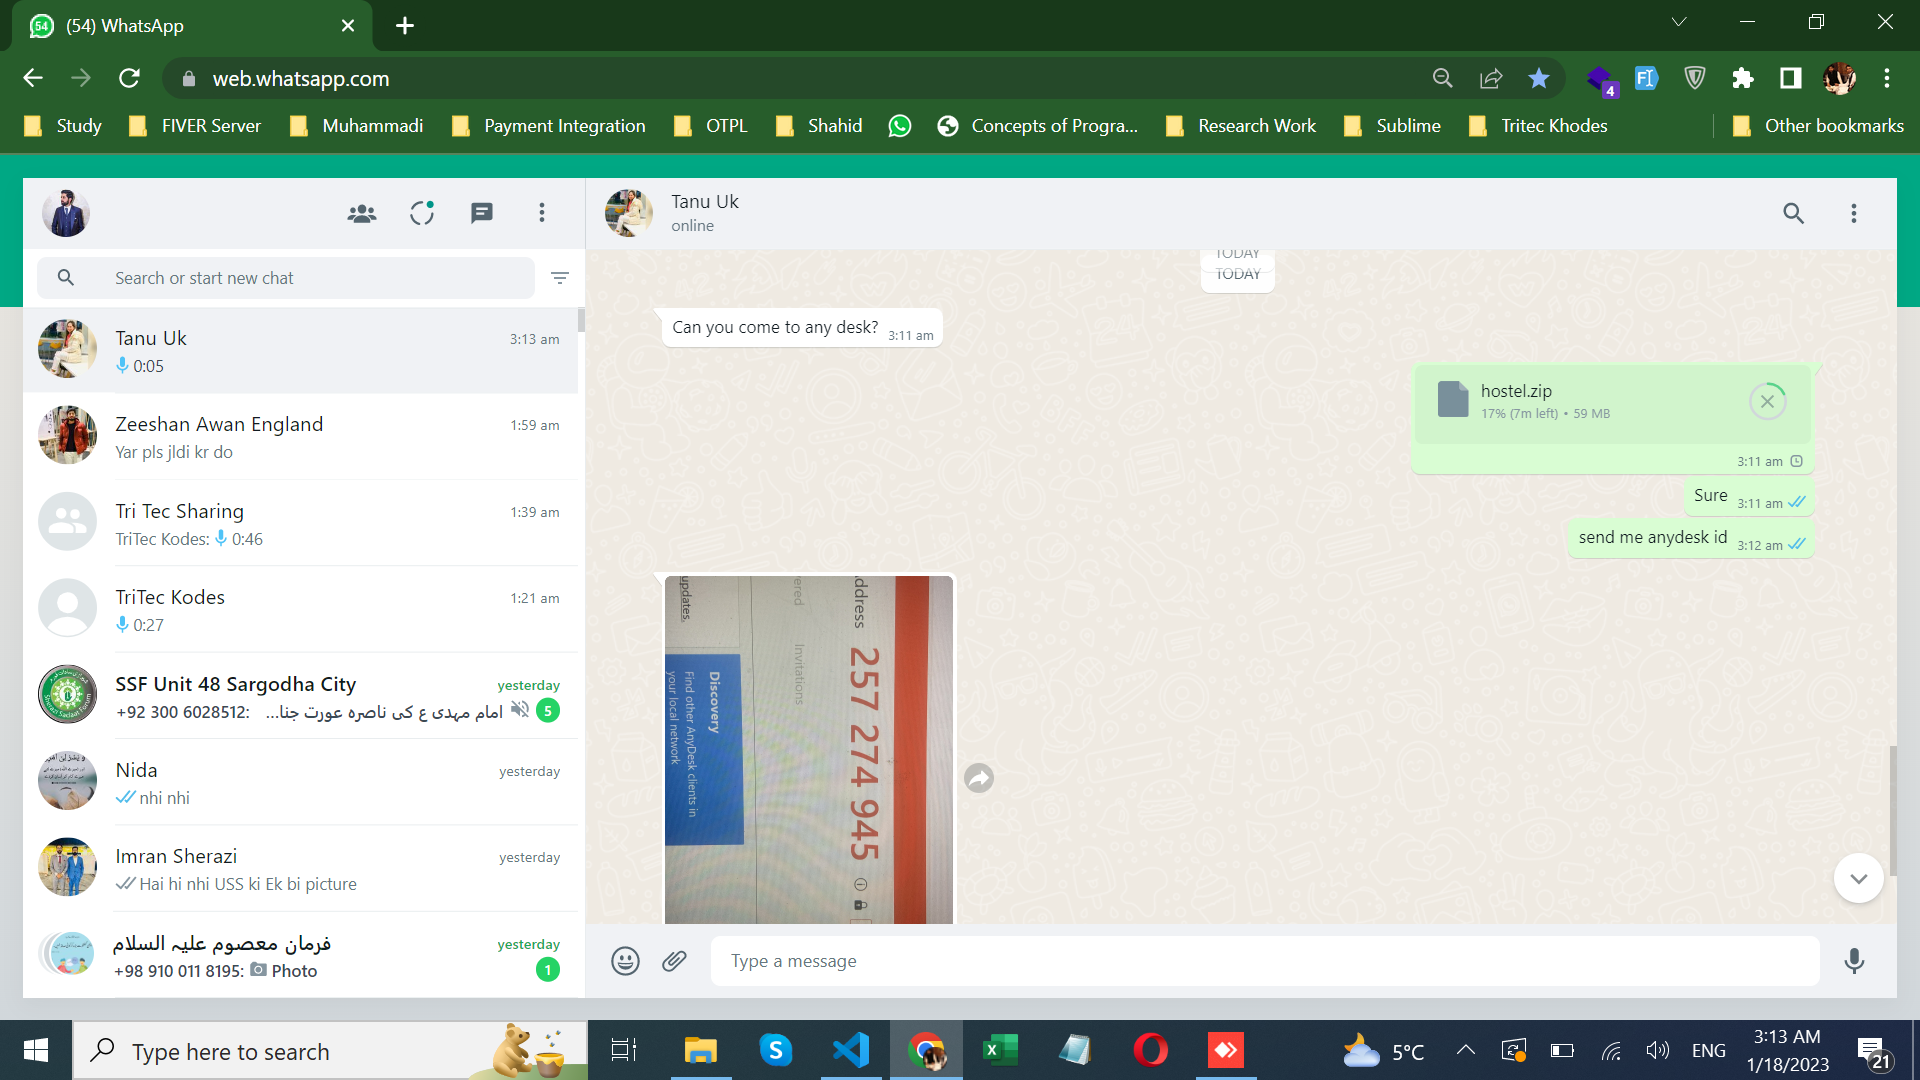 (54) WhatsApp
web.whatsapp.com
4
Study
FIVER Server
Muhammadi
Payment Integration
OTPL
Shahid
Concepts of Progra...
Research Work
Sublime
Tritec Khodes
Other bookmarks
Search or start new chat
Tanu Uk
3:13 am
0:05
Zeeshan Awan England
1:59 am
Yar pls jldi kr do
Tri Tec Sharing
1:39 am
TriTec Kodes: 0:46
TriTec Kodes
1:21 am
0:27
SSF Unit 48 Sargodha City
yesterday
+92 300 6028512: امام مہدی ع کی ناصرہ عورت جنا...
5
Nida
yesterday
nhi nhi
Imran Sherazi
yesterday
Hai hi nhi USS ki Ek bi picture
فرمان معصوم علیہ السلام
yesterday
+98 910 011 8195: Photo
1
Tanu Uk
online
TODAY
TODAY
Can you come to any desk?
3:11 am
hostel.zip
17% (7m left) • 59 MB
3:11 am
Sure
3:11 am
send me anydesk id
3:12 am
ddress
257 274 945
ered
Invitations
updates.
Discovery
Find other AnyDesk clients in
your local network
Type a message
Type here to search
5°C
ENG
3:13 AM
1/18/2023
21